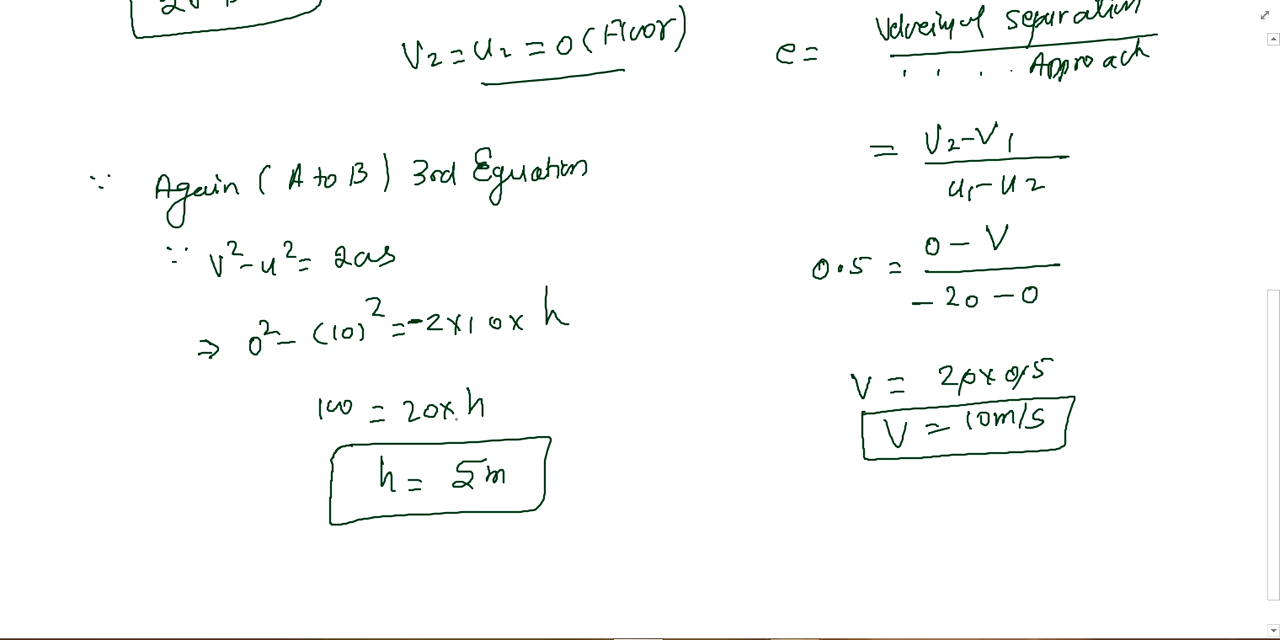 V₂ = u₂ = 0 (Floor)
e = Velocity of separation / '' '' Approach
= V₂ - V₁ / u₁ - u₂
0.5 = 0 - V / - 20 - 0
V = 20 x 0.5
V = 10 m/s
∵ Again ( A to B ) 3rd Equation
∵ V² - u² = 2as
⇒ 0² - (10)² = - 2 x 10 x h
100 = 20 x h
h = 5m